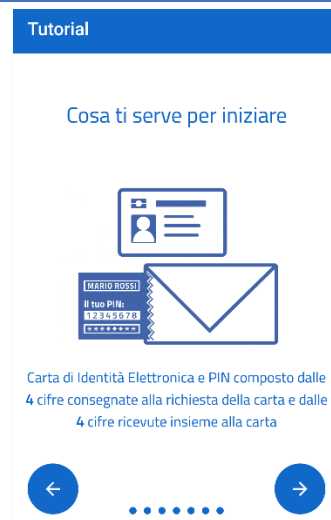 Tutorial
Cosa ti serve per iniziare
MARIO ROSSI
Il tuo PIN:
12345678
********
Carta di Identità Elettronica e PIN composto dalle
4 cifre consegnate alla richiesta della carta e dalle
4 cifre ricevute insieme alla carta